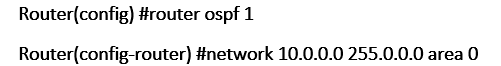 Router(config) #router ospf 1
Router(config-router) #network 10.0.0.0 255.0.0.0 area 0